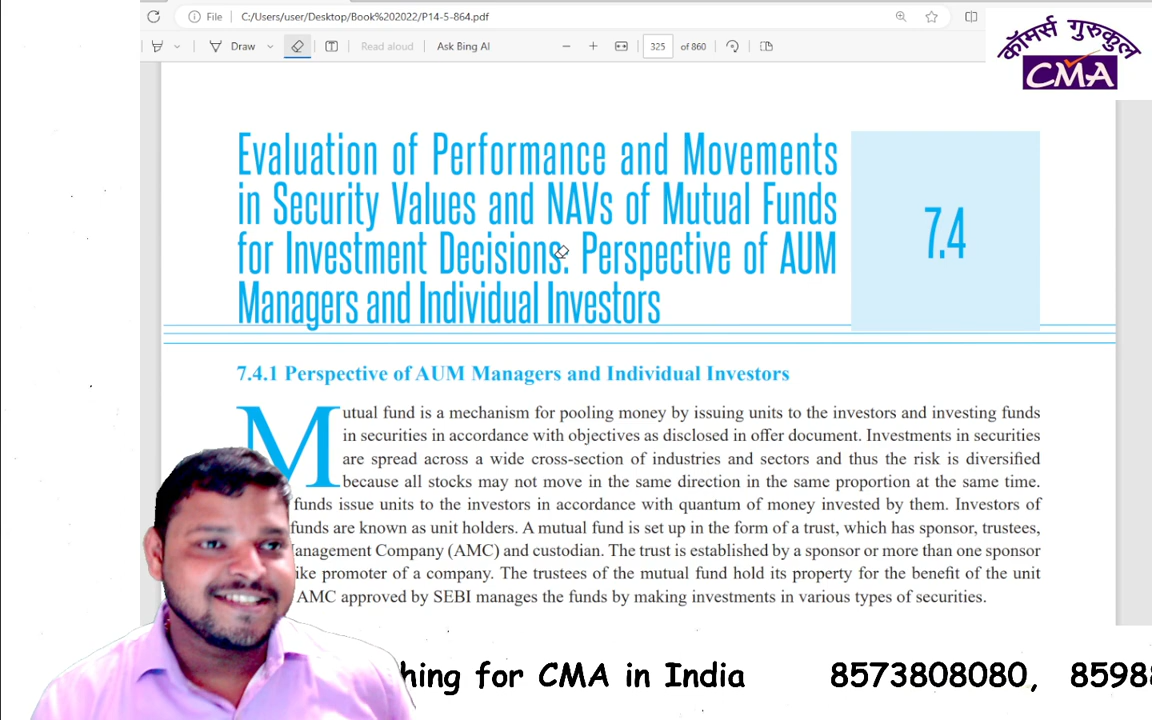 File C:/Users/user/Desktop/Book%202022/P14-5-864.pdf
Draw Read aloud Ask Bing AI 325 of 860
कॉमर्स गुरुकुल
CMA
Evaluation of Performance and Movements
in Security Values and NAVs of Mutual Funds
for Investment Decisions: Perspective of AUM
Managers and Individual Investors
7.4
7.4.1 Perspective of AUM Managers and Individual Investors
Mutual fund is a mechanism for pooling money by issuing units to the investors and investing funds
in securities in accordance with objectives as disclosed in offer document. Investments in securities
are spread across a wide cross-section of industries and sectors and thus the risk is diversified
because all stocks may not move in the same direction in the same proportion at the same time.
funds issue units to the investors in accordance with quantum of money invested by them. Investors of
funds are known as unit holders. A mutual fund is set up in the form of a trust, which has sponsor, trustees,
anagement Company (AMC) and custodian. The trust is established by a sponsor or more than one sponsor
ike promoter of a company. The trustees of the mutual fund hold its property for the benefit of the unit
AMC approved by SEBI manages the funds by making investments in various types of securities.
hing for CMA in India 8573808080, 8598